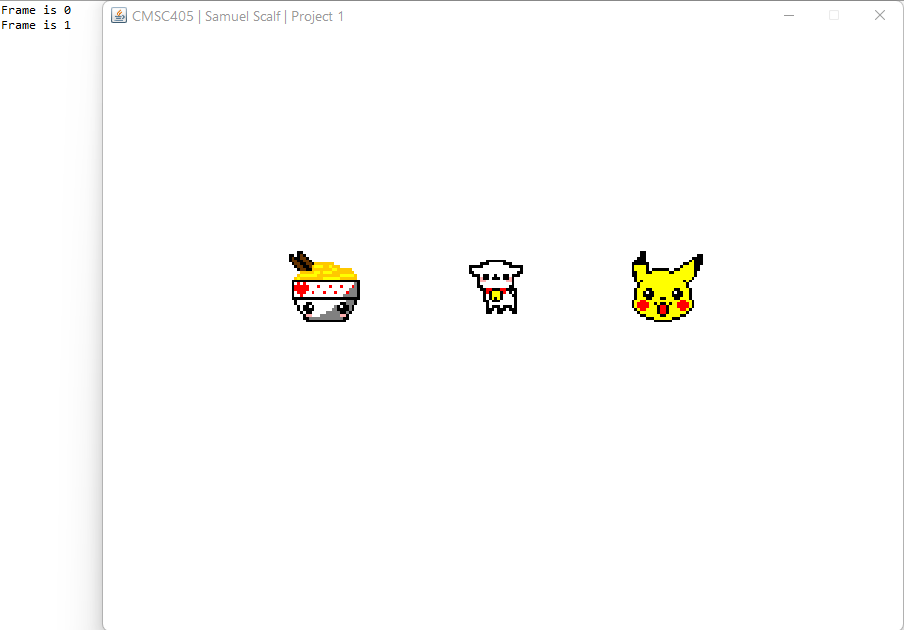 Frame is 0
Frame is 1
CMSC405 | Samuel Scalf | Project 1